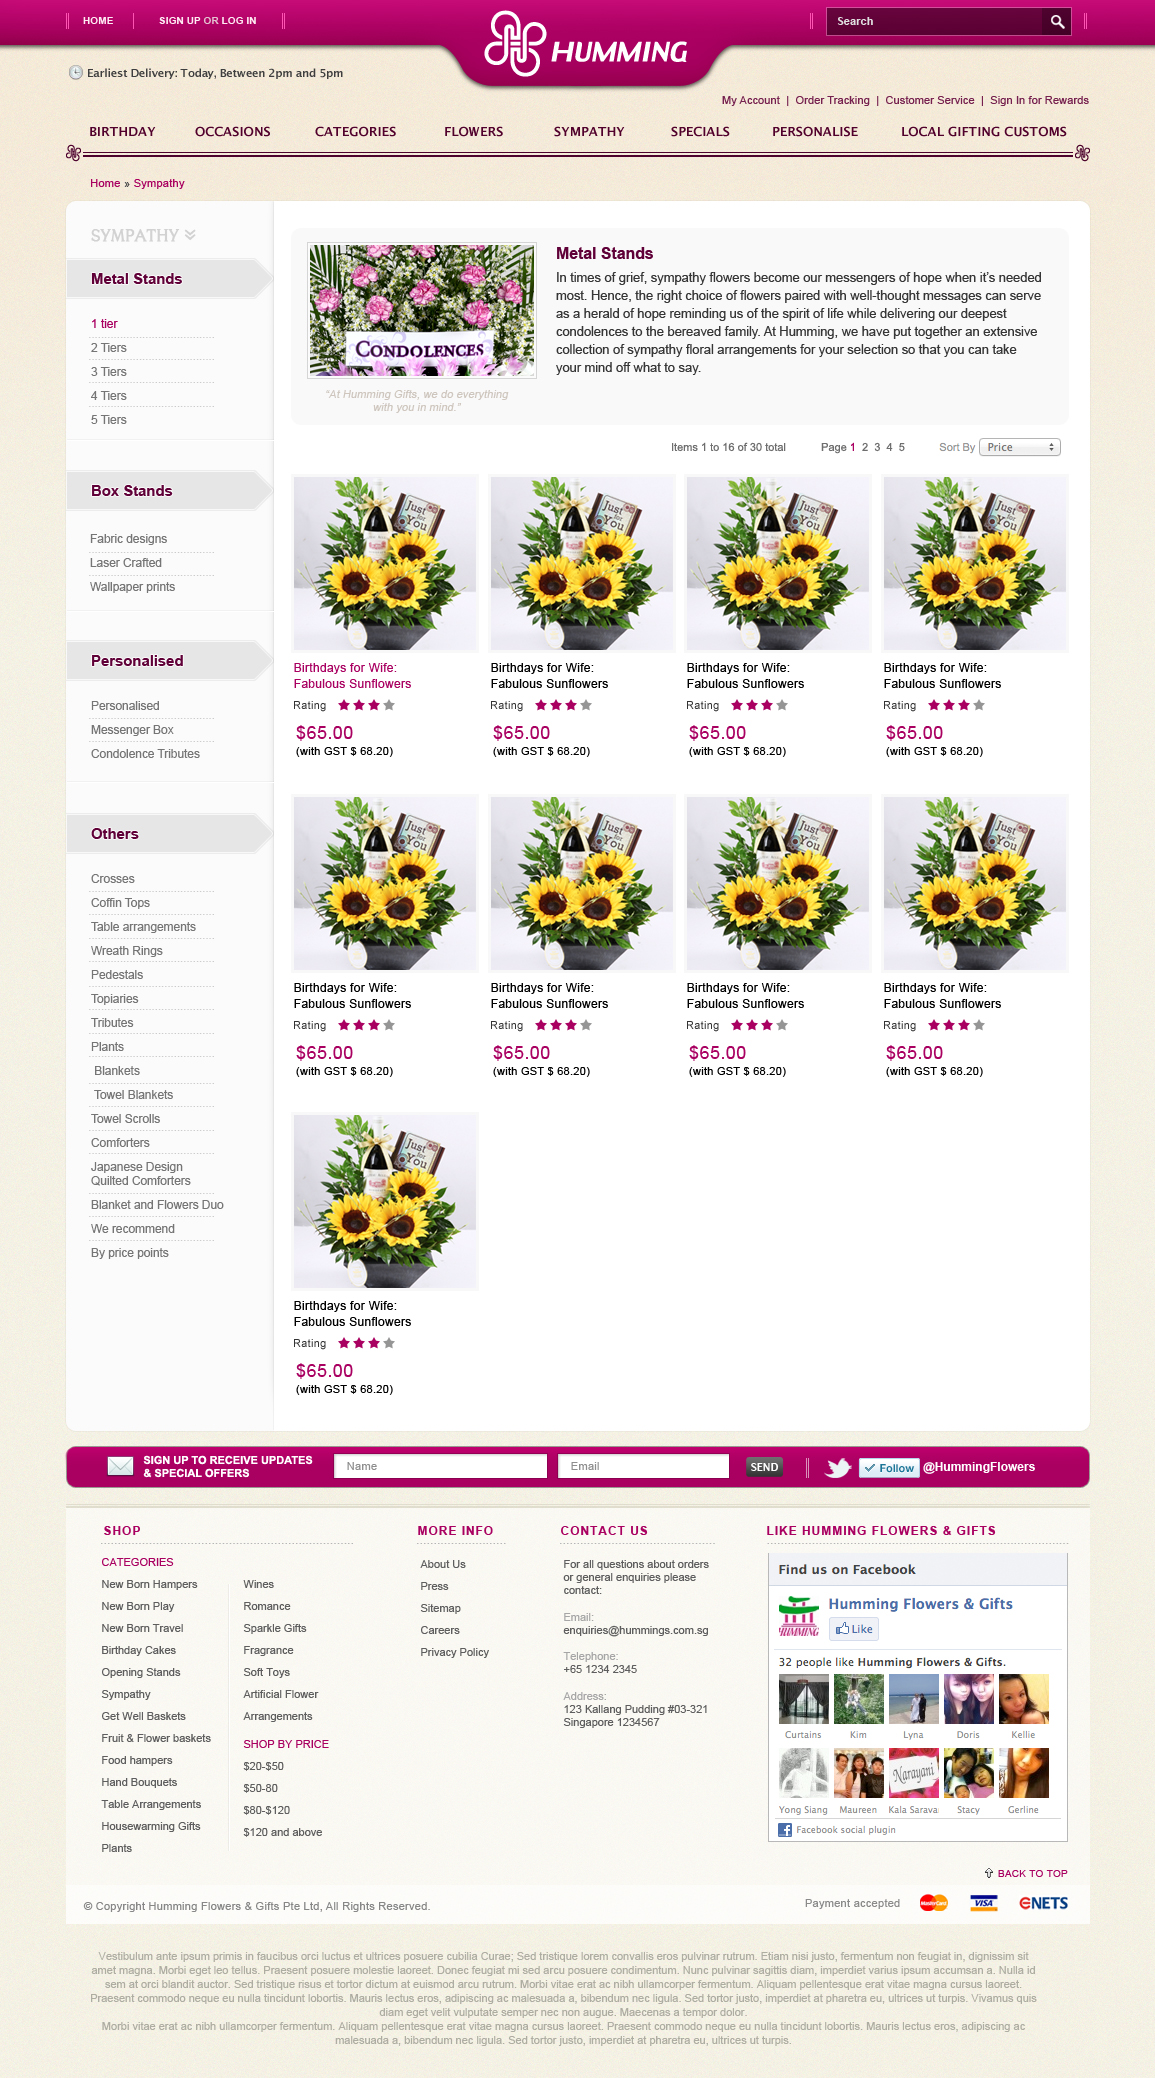 HOME
SIGN UP OR LOG IN
HUMMING
Search
Earliest Delivery: Today, Between 2pm and 5pm
My Account | Order Tracking | Customer Service | Sign In for Rewards
BIRTHDAY OCCASIONS CATEGORIES FLOWERS SYMPATHY SPECIALS PERSONALISE LOCAL GIFTING CUSTOMS
Home » Sympathy
SYMPATHY
Metal Stands
1 tier
2 Tiers
3 Tiers
4 Tiers
5 Tiers
Box Stands
Fabric designs
Laser Crafted
Wallpaper prints
Personalised
Personalised
Messenger Box
Condolence Tributes
Others
Crosses
Coffin Tops
Table arrangements
Wreath Rings
Pedestals
Topiaries
Tributes
Plants
Blankets
Towel Blankets
Towel Scrolls
Comforters
Japanese Design
Quilted Comforters
Blanket and Flowers Duo
We recommend
By price points
CONDOLENCES
“At Humming Gifts, we do everything
with you in mind.”
Metal Stands
In times of grief, sympathy flowers become our messengers of hope when it’s needed
most. Hence, the right choice of flowers paired with well-thought messages can serve
as a herald of hope reminding us of the spirit of life while delivering our deepest
condolences to the bereaved family. At Humming, we have put together an extensive
collection of sympathy floral arrangements for your selection so that you can take
your mind off what to say.
Items 1 to 16 of 30 total Page 1 2 3 4 5 Sort By Price
Just for You Just for You Just for You Just for You
Birthdays for Wife: Birthdays for Wife: Birthdays for Wife: Birthdays for Wife:
Fabulous Sunflowers Fabulous Sunflowers Fabulous Sunflowers Fabulous Sunflowers
Rating Rating Rating Rating
$65.00 $65.00 $65.00 $65.00
(with GST $ 68.20) (with GST $ 68.20) (with GST $ 68.20) (with GST $ 68.20)
Just for You Just for You Just for You Just for You
Birthdays for Wife: Birthdays for Wife: Birthdays for Wife: Birthdays for Wife:
Fabulous Sunflowers Fabulous Sunflowers Fabulous Sunflowers Fabulous Sunflowers
Rating Rating Rating Rating
$65.00 $65.00 $65.00 $65.00
(with GST $ 68.20) (with GST $ 68.20) (with GST $ 68.20) (with GST $ 68.20)
Just for You
Birthdays for Wife:
Fabulous Sunflowers
Rating
$65.00
(with GST $ 68.20)
SIGN UP TO RECEIVE UPDATES
& SPECIAL OFFERS
Name
Email
SEND
Follow @HummingFlowers
SHOP
CATEGORIES
New Born Hampers
New Born Play
New Born Travel
Birthday Cakes
Opening Stands
Sympathy
Get Well Baskets
Fruit & Flower baskets
Food hampers
Hand Bouquets
Table Arrangements
Housewarming Gifts
Plants
Wines
Romance
Sparkle Gifts
Fragrance
Soft Toys
Artificial Flower
Arrangements
SHOP BY PRICE
$20-$50
$50-80
$80-$120
$120 and above
MORE INFO
About Us
Press
Sitemap
Careers
Privacy Policy
CONTACT US
For all questions about orders
or general enquiries please
contact:
Email:
enquiries@hummings.com.sg
Telephone:
+65 1234 2345
Address:
123 Kallang Pudding #03-321
Singapore 1234567
LIKE HUMMING FLOWERS & GIFTS
Find us on Facebook
HUMMING
Humming Flowers & Gifts
Like
32 people like Humming Flowers & Gifts.
Curtains Kim Lyna Doris Kellie
Narayani
Yong Siang Maureen Kala Sarava Stacy Gerline
Facebook social plugin
BACK TO TOP
© Copyright Humming Flowers & Gifts Pte Ltd, All Rights Reserved.
Payment accepted MasterCard VISA eNETS
Vestibulum ante ipsum primis in faucibus orci luctus et ultrices posuere cubilia Curae; Sed tristique lorem convallis eros pulvinar rutrum. Etiam nisi justo, fermentum non feugiat in, dignissim sit
amet magna. Morbi eget leo tellus. Praesent posuere molestie laoreet. Donec feugiat mi sed arcu posuere condimentum. Nunc pulvinar sagittis diam, imperdiet varius ipsum accumsan a. Nulla id
sem at orci blandit auctor. Sed tristique risus et tortor dictum at euismod arcu rutrum. Morbi vitae erat ac nibh ullamcorper fermentum. Aliquam pellentesque erat vitae magna cursus laoreet.
Praesent commodo neque eu nulla tincidunt lobortis. Mauris lectus eros, adipiscing ac malesuada a, bibendum nec ligula. Sed tortor justo, imperdiet at pharetra eu, ultrices ut turpis. Vivamus quis
diam eget velit vulputate semper nec non augue. Maecenas a tempor dolor.
Morbi vitae erat ac nibh ullamcorper fermentum. Aliquam pellentesque erat vitae magna cursus laoreet. Praesent commodo neque eu nulla tincidunt lobortis. Mauris lectus eros, adipiscing ac
malesuada a, bibendum nec ligula. Sed tortor justo, imperdiet at pharetra eu, ultrices ut turpis.